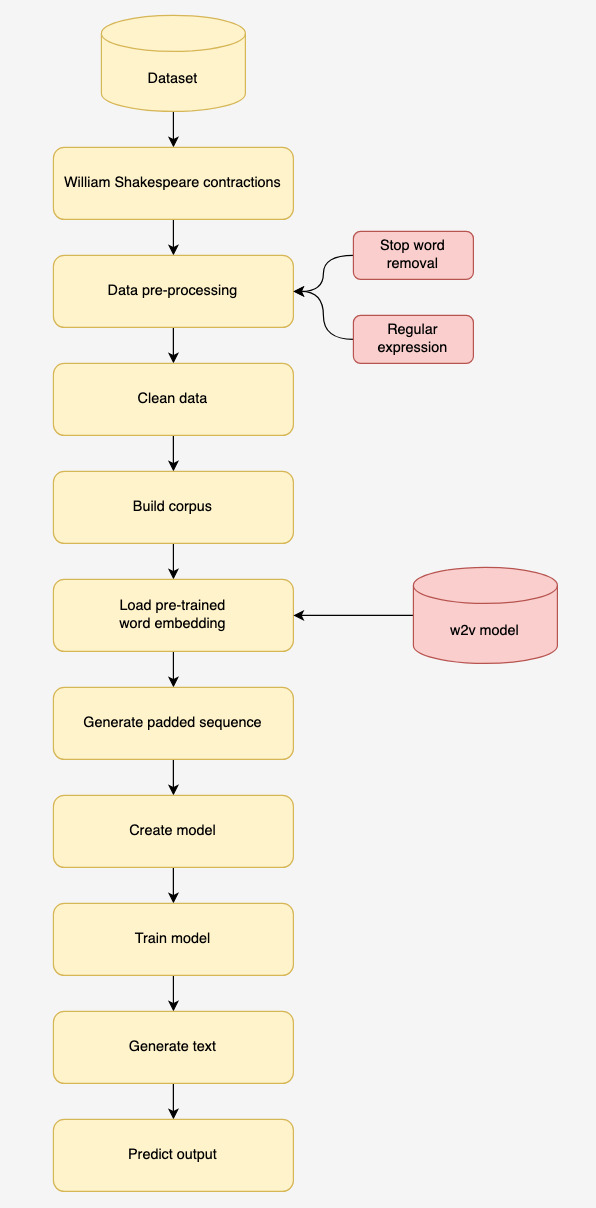 Dataset
William Shakespeare contractions
Data pre-processing
Stop word
removal
Regular
expression
Clean data
Build corpus
Load pre-trained
word embedding
w2v model
Generate padded sequence
Create model
Train model
Generate text
Predict output